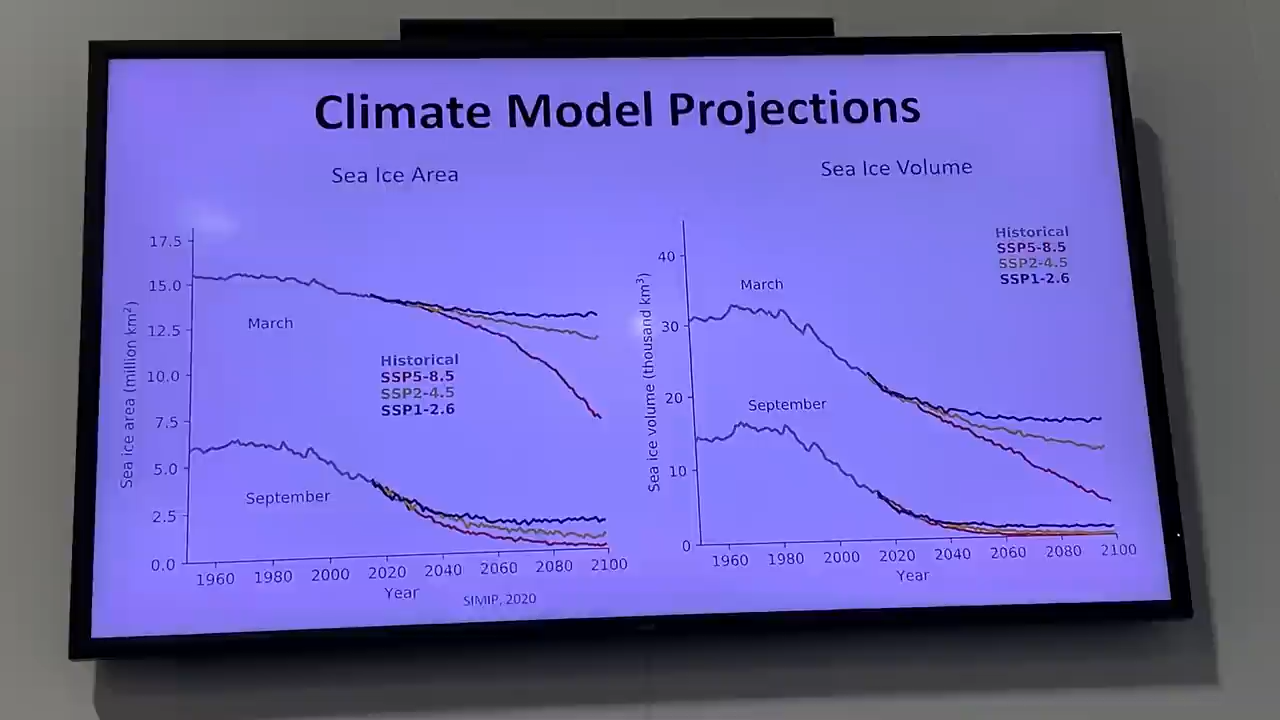 Climate Model Projections
Sea Ice Area
Sea ice area (million km²)
17.5
15.0
12.5
10.0
7.5
5.0
2.5
0.0
March
Historical
SSP5-8.5
SSP2-4.5
SSP1-2.6
September
1960 1980 2000 2020 2040 2060 2080 2100
Year
SIMIP, 2020
Sea Ice Volume
Sea ice volume (thousand km³)
40
30
20
10
0
Historical
SSP5-8.5
SSP2-4.5
SSP1-2.6
March
September
1960 1980 2000 2020 2040 2060 2080 2100
Year